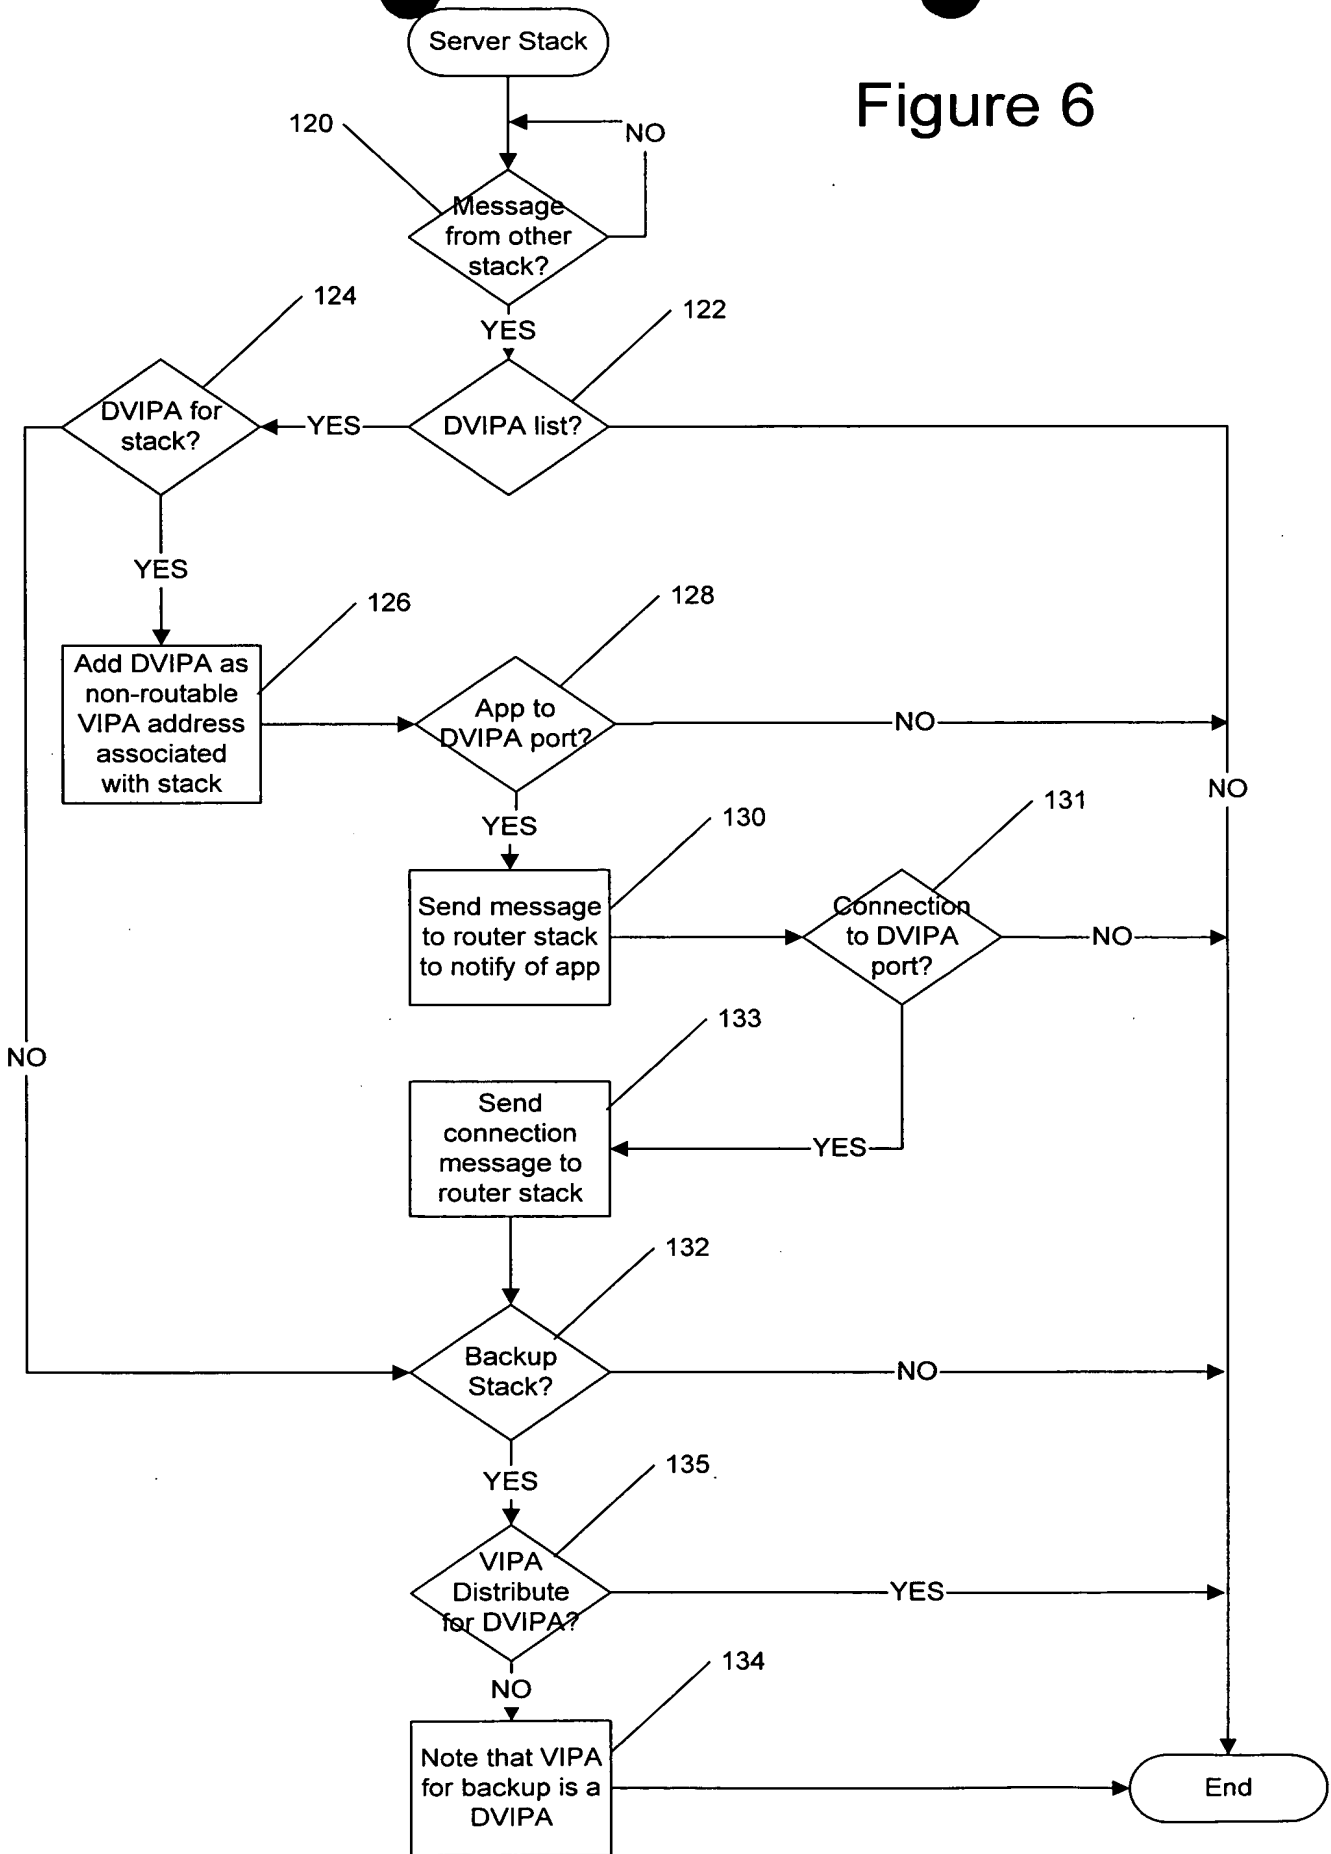 Server Stack
Figure 6
120
NO
Message
from other
stack?
124
YES
122
DVIPA for
stack?
YES
DVIPA list?
YES
126
128
Add DVIPA as
non-routable
VIPA address
associated
with stack
App to
DVIPA port?
NO
NO
YES
130
131
Send message
to router stack
to notify of app
Connection
to DVIPA
port?
NO
133
NO
Send
connection
message to
router stack
YES
132
Backup
Stack?
NO
YES
135
VIPA
Distribute
for DVIPA?
YES
NO
134
Note that VIPA
for backup is a
DVIPA
End